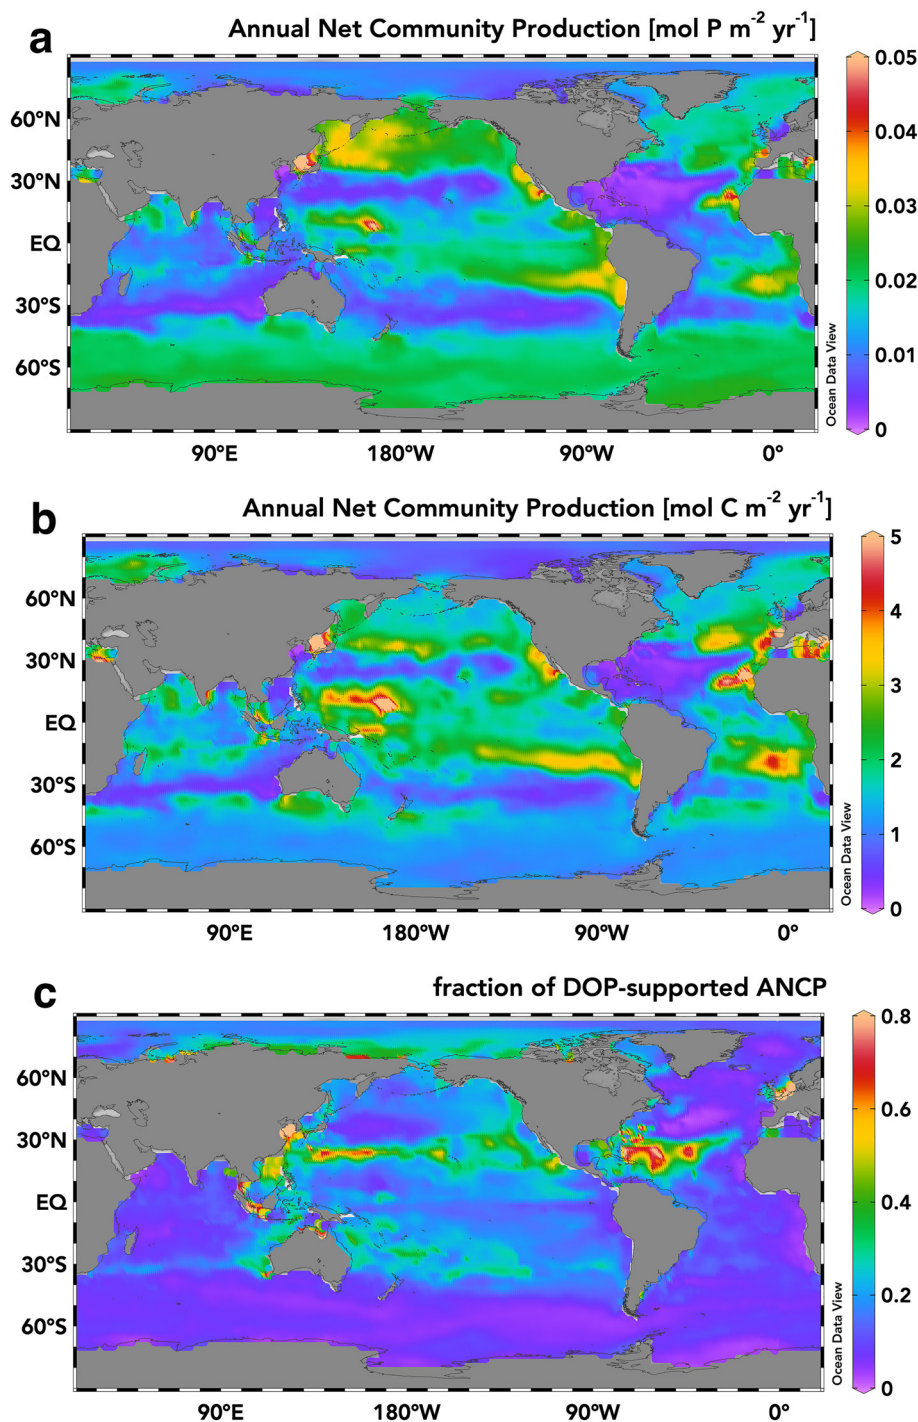 a
Annual Net Community Production [mol P m⁻² yr⁻¹]
60°N
30°N
EQ
30°S
60°S
90°E
180°W
90°W
0°
Ocean Data View
0.05
0.04
0.03
0.02
0.01
0
b
Annual Net Community Production [mol C m⁻² yr⁻¹]
60°N
30°N
EQ
30°S
60°S
90°E
180°W
90°W
0°
Ocean Data View
5
4
3
2
1
0
c
fraction of DOP-supported ANCP
60°N
30°N
EQ
30°S
60°S
90°E
180°W
90°W
0°
Ocean Data View
0.8
0.6
0.4
0.2
0